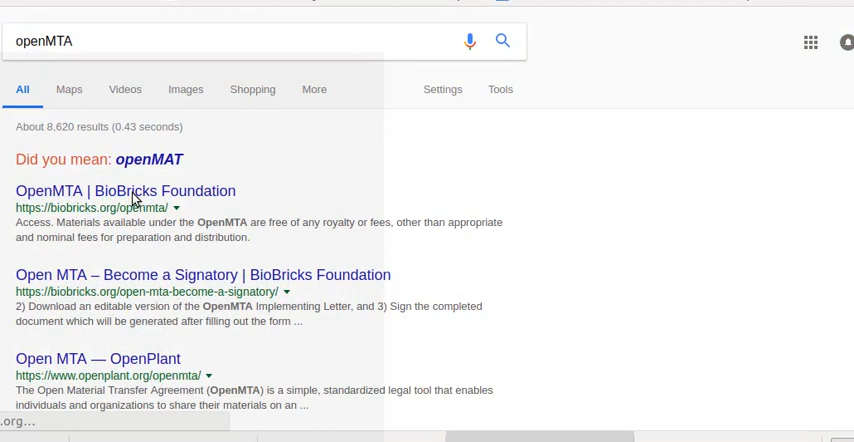 openMTA
All Maps Videos Images Shopping More Settings Tools
About 8,620 results (0.43 seconds)
Did you mean: openMAT
OpenMTA | BioBricks Foundation
https://biobricks.org/openmta/
Access. Materials available under the OpenMTA are free of any royalty or fees, other than appropriate
and nominal fees for preparation and distribution.
Open MTA – Become a Signatory | BioBricks Foundation
https://biobricks.org/open-mta-become-a-signatory/
2) Download an editable version of the OpenMTA Implementing Letter, and 3) Sign the completed
document which will be generated after filling out the form ...
Open MTA — OpenPlant
https://www.openplant.org/openmta/
The Open Material Transfer Agreement (OpenMTA) is a simple, standardized legal tool that enables
individuals and organizations to share their materials on an ...
.org...